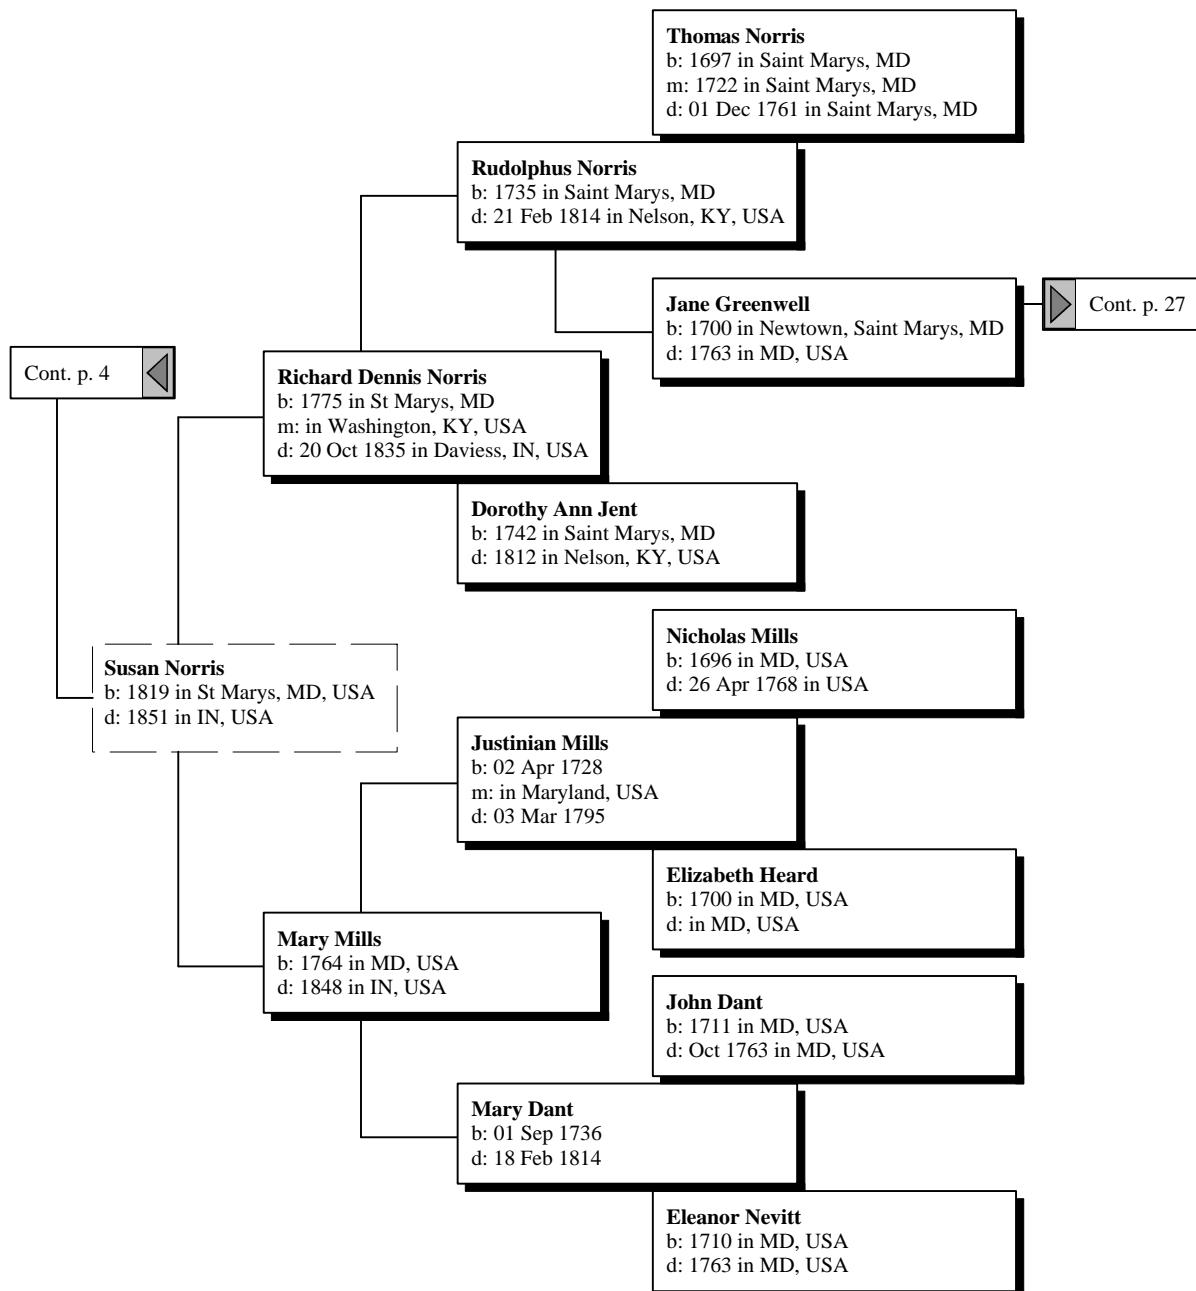 Thomas Norris
b: 1697 in Saint Marys, MD
m: 1722 in Saint Marys, MD
d: 01 Dec 1761 in Saint Marys, MD
Rudolphus Norris
b: 1735 in Saint Marys, MD
d: 21 Feb 1814 in Nelson, KY, USA
Jane Greenwell
b: 1700 in Newtown, Saint Marys, MD
d: 1763 in MD, USA
Cont. p. 27
Cont. p. 4
Richard Dennis Norris
b: 1775 in St Marys, MD
m: in Washington, KY, USA
d: 20 Oct 1835 in Daviess, IN, USA
Dorothy Ann Jent
b: 1742 in Saint Marys, MD
d: 1812 in Nelson, KY, USA
Nicholas Mills
b: 1696 in MD, USA
d: 26 Apr 1768 in USA
Susan Norris
b: 1819 in St Marys, MD, USA
d: 1851 in IN, USA
Justinian Mills
b: 02 Apr 1728
m: in Maryland, USA
d: 03 Mar 1795
Elizabeth Heard
b: 1700 in MD, USA
d: in MD, USA
Mary Mills
b: 1764 in MD, USA
d: 1848 in IN, USA
John Dant
b: 1711 in MD, USA
d: Oct 1763 in MD, USA
Mary Dant
b: 01 Sep 1736
d: 18 Feb 1814
Eleanor Nevitt
b: 1710 in MD, USA
d: 1763 in MD, USA